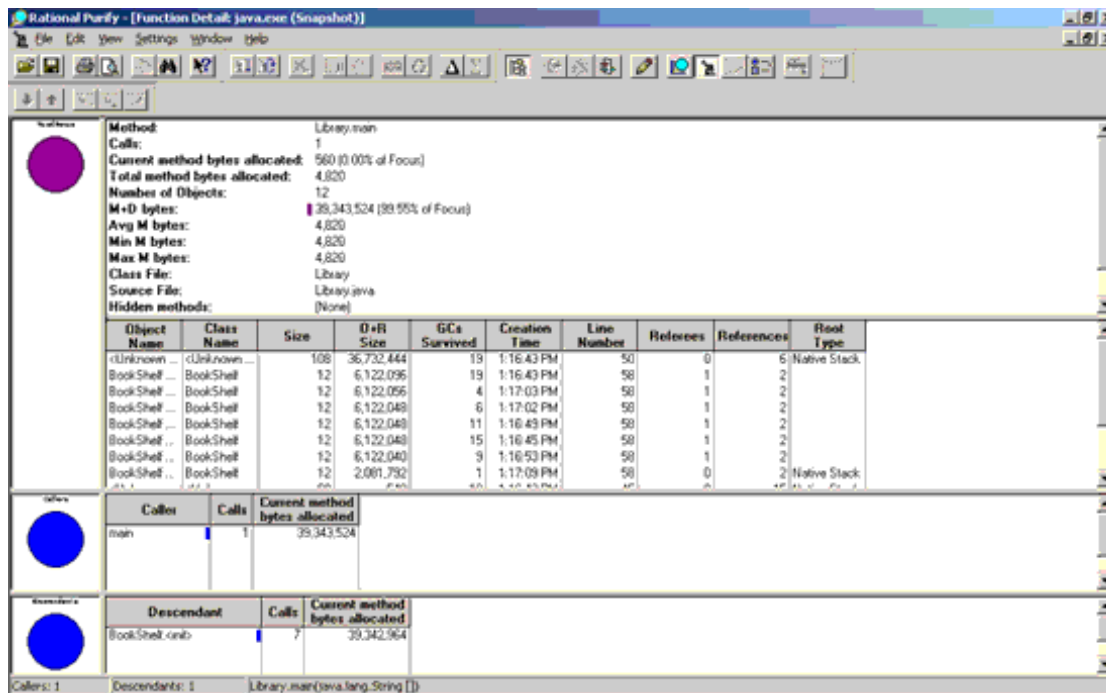 Rational Purify - [Function Detail: java.exe (Snapshot)]
File Edit View Settings Window Help
Method: Library.main
Calls: 1
Current method bytes allocated: 560 (0.00% of Focus)
Total method bytes allocated: 4,820
Number of Objects: 12
M+D bytes: 39,343,524 (99.55% of Focus)
Avg M bytes: 4,820
Min M bytes: 4,820
Max M bytes: 4,820
Class File: Library
Source File: Library.java
Hidden methods: (None)
Object Name Class Name Size O+R Size GCs Survived Creation Time Line Number Referees References Root Type
<Unknown ... <Unknown ... 108 36,732,444 19 1:16:43 PM 50 0 6 Native Stack
BookShelf ... BookShelf 12 6,122,096 19 1:16:43 PM 58 1 2
BookShelf ... BookShelf 12 6,122,056 4 1:17:03 PM 58 1 2
BookShelf ... BookShelf 12 6,122,048 6 1:17:02 PM 58 1 2
BookShelf ... BookShelf 12 6,122,048 11 1:16:49 PM 58 1 2
BookShelf ... BookShelf 12 6,122,048 15 1:16:45 PM 58 1 2
BookShelf ... BookShelf 12 6,122,040 9 1:16:53 PM 58 1 2
BookShelf ... BookShelf 12 2,081,792 1 1:17:09 PM 58 0 2 Native Stack
Callers
Caller Calls Current method bytes allocated
main 1 39,343,524
Descendant Calls Current method bytes allocated
BookShelf.<init> 7 39,342,964
Callers: 1 Descendants: 1 Library.main(java.lang.String [])